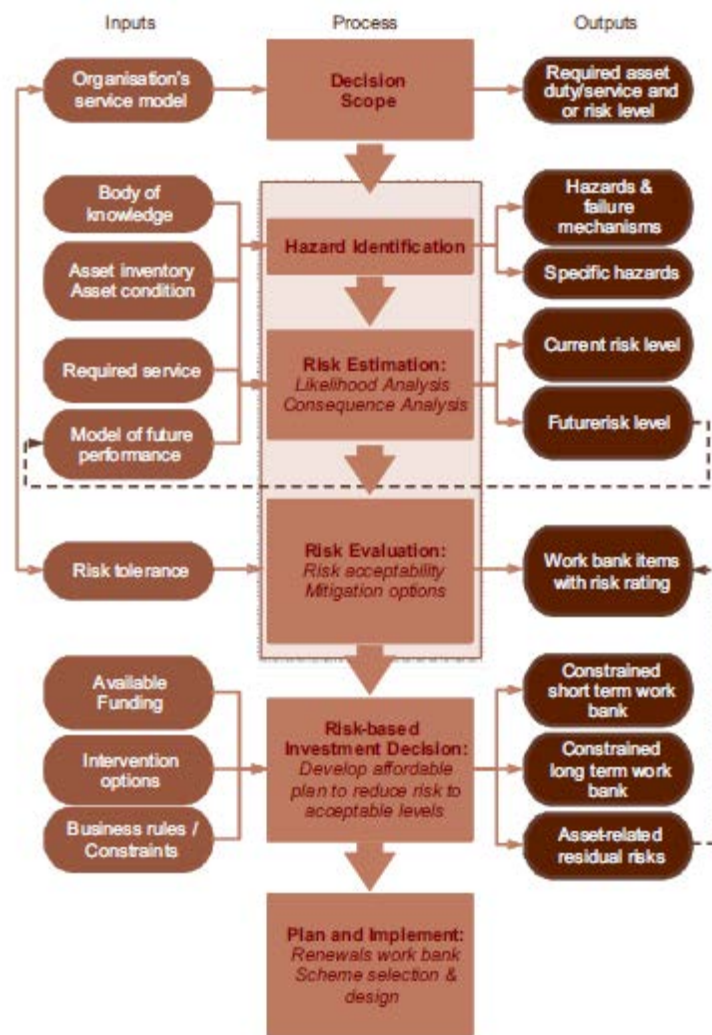 Inputs
Process
Outputs
Organisation's
service model
Decision
Scope
Required asset
duty/service and
or risk level
Body of
knowledge
Asset inventory
Asset condition
Hazard Identification
Hazards &
failure
mechanisms
Specific hazards
Required service
Model of future
performance
Risk Estimation:
Likelihood Analysis
Consequence Analysis
Current risk level
Futurerisk level
Risk tolerance
Risk Evaluation:
Risk acceptability
Mitigation options
Work bank items
with risk rating
Available
Funding
Intervention
options
Business rules /
Constraints
Risk-based
Investment Decision:
Develop affordable
plan to reduce risk to
acceptable levels
Constrained
short term work
bank
Constrained
long term work
bank
Asset-related
residual risks
Plan and Implement:
Renewals work bank
Scheme selection &
design